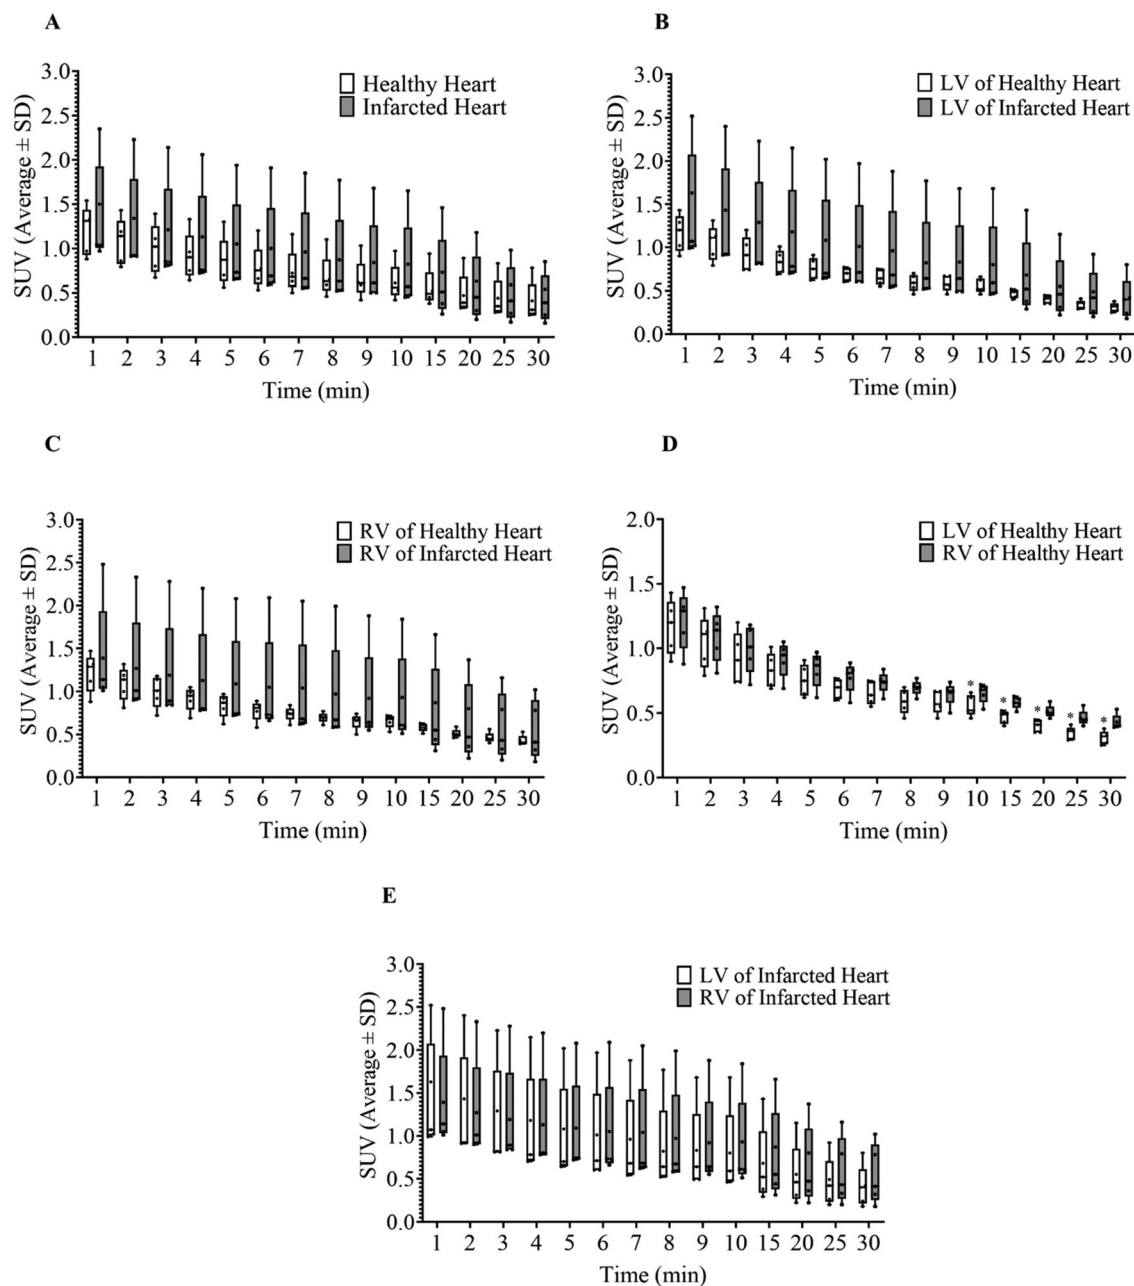 A
SUV (Average ± SD)
3.0
2.5
2.0
1.5
1.0
0.5
0.0
Healthy Heart
Infarcted Heart
1 2 3 4 5 6 7 8 9 10 15 20 25 30
Time (min)
B
SUV (Average ± SD)
3.0
2.5
2.0
1.5
1.0
0.5
0.0
LV of Healthy Heart
LV of Infarcted Heart
1 2 3 4 5 6 7 8 9 10 15 20 25 30
Time (min)
C
SUV (Average ± SD)
3.0
2.5
2.0
1.5
1.0
0.5
0.0
RV of Healthy Heart
RV of Infarcted Heart
1 2 3 4 5 6 7 8 9 10 15 20 25 30
Time (min)
D
SUV (Average ± SD)
2.0
1.5
1.0
0.5
0.0
LV of Healthy Heart
RV of Healthy Heart
* * * * *
1 2 3 4 5 6 7 8 9 10 15 20 25 30
Time (min)
E
SUV (Average ± SD)
3.0
2.5
2.0
1.5
1.0
0.5
0.0
LV of Infarcted Heart
RV of Infarcted Heart
1 2 3 4 5 6 7 8 9 10 15 20 25 30
Time (min)